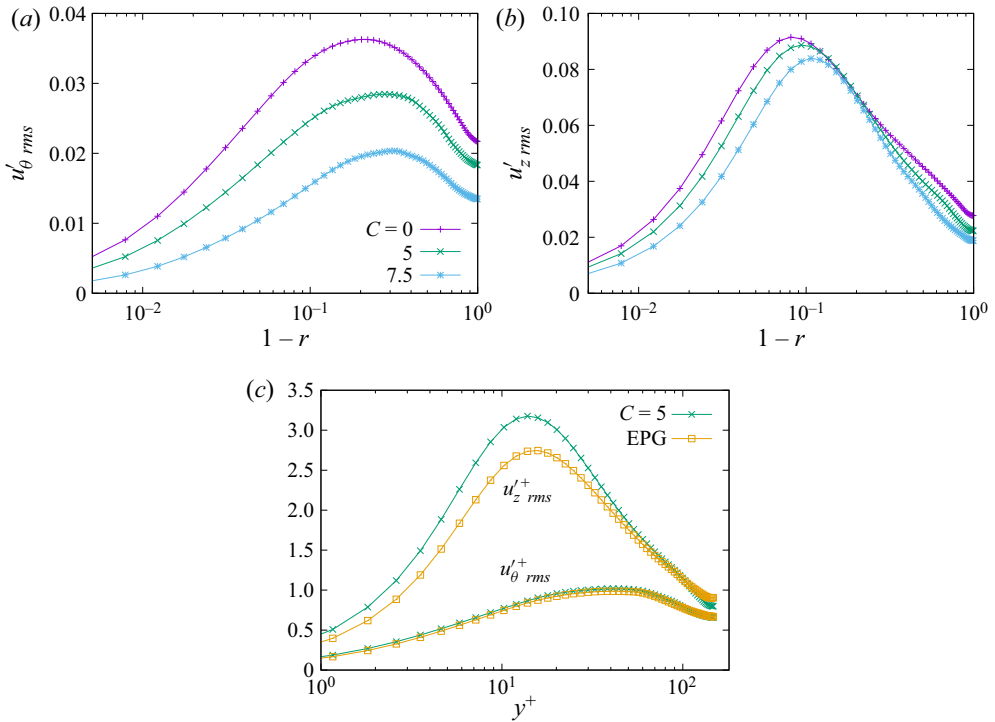 (a)
0.04
0.03
0.02
0.01
0
u′θ rms
C = 0
5
7.5
10⁻² 10⁻¹ 10⁰
1 – r
(b)
0.10
0.08
0.06
0.04
0.02
0
u′z rms
10⁻² 10⁻¹ 10⁰
1 – r
(c)
3.5
3.0
2.5
2.0
1.5
1.0
0.5
0
C = 5
EPG
u′⁺z rms
u′⁺θ rms
10⁰ 10¹ 10²
y⁺